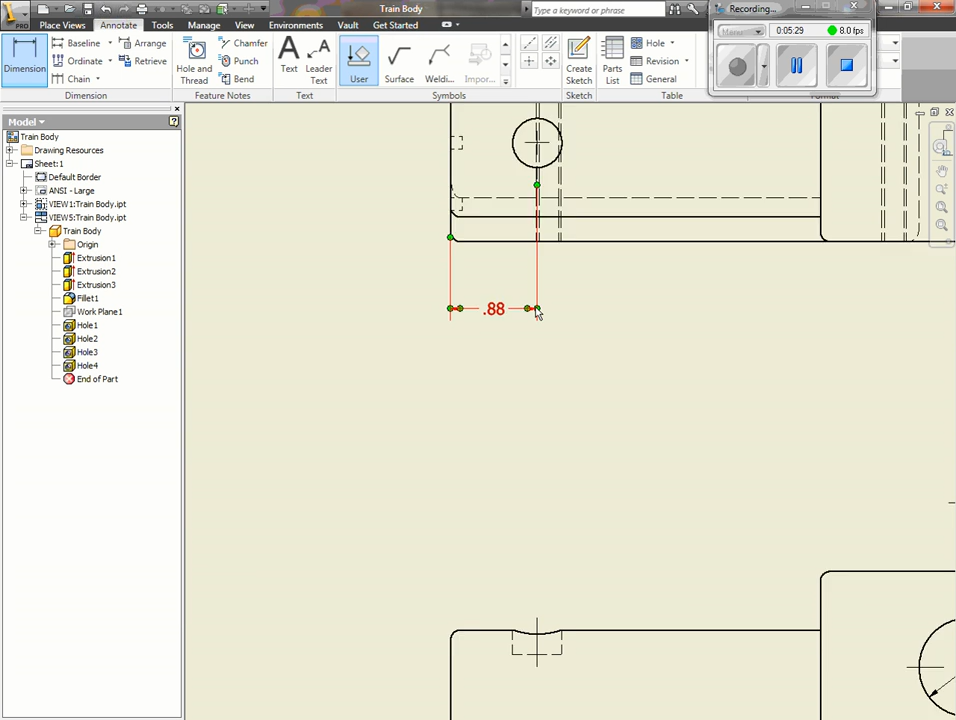 PRO
Train Body
Type a keyword or phrase
Recording...
Place Views
Annotate
Tools
Manage
View
Environments
Vault
Get Started
Menu
0:05:29
8.0 fps
Dimension
Baseline
Ordinate
Chain
Arrange
Retrieve
Hole and Thread
Chamfer
Punch
Bend
Text
Leader Text
User
Surface
Weldi...
Impor...
Create Sketch
Parts List
Hole
Revision
General
Dimension
Feature Notes
Text
Symbols
Sketch
Table
Format
Model
Train Body
Drawing Resources
Sheet:1
Default Border
ANSI - Large
VIEW1:Train Body.ipt
VIEW5:Train Body.ipt
Train Body
Origin
Extrusion1
Extrusion2
Extrusion3
Fillet1
Work Plane1
Hole1
Hole2
Hole3
Hole4
End of Part
.88